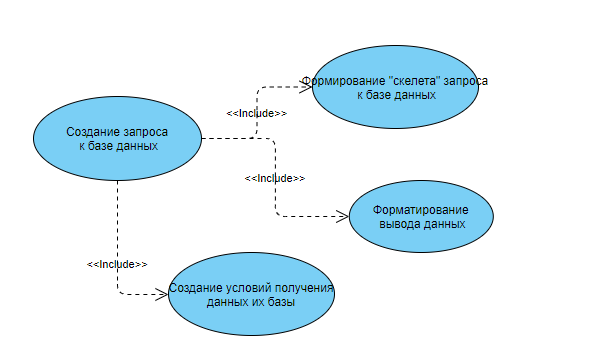 Формирование "скелета" запроса
к базе данных
<<Include>>
Создание запроса
к базе данных
<<Include>>
Форматирование
вывода данных
<<Include>>
Создание условий получения
данных их базы